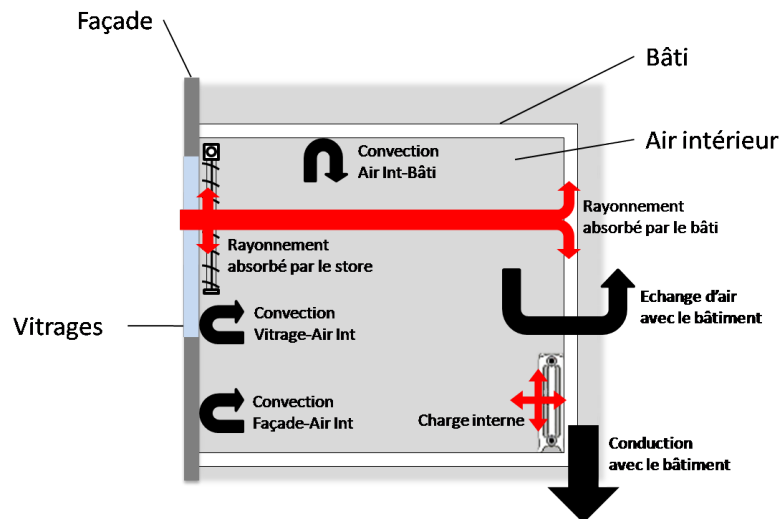 Façade
Bâti
Air intérieur
Convection
Air Int-Bâti
Rayonnement
absorbé par le bâti
Rayonnement
absorbé par le store
Echange d'air
avec le bâtiment
Vitrages
Convection
Vitrage-Air Int
Convection
Façade-Air Int
Charge interne
Conduction
avec le bâtiment